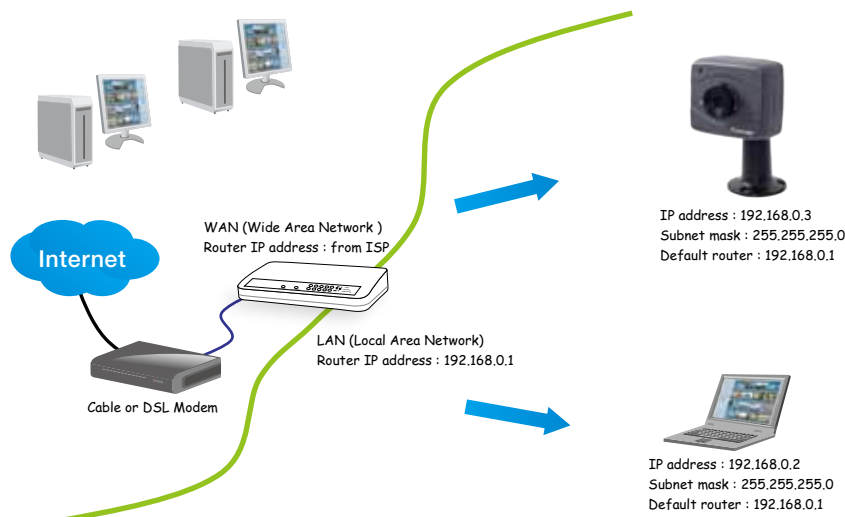 WAN (Wide Area Network )
Router IP address : from ISP
Internet
LAN (Local Area Network)
Router IP address : 192.168.0.1
Cable or DSL Modem
IP address : 192.168.0.3
Subnet mask : 255.255.255.0
Default router : 192.168.0.1
IP address : 192.168.0.2
Subnet mask : 255.255.255.0
Default router : 192.168.0.1